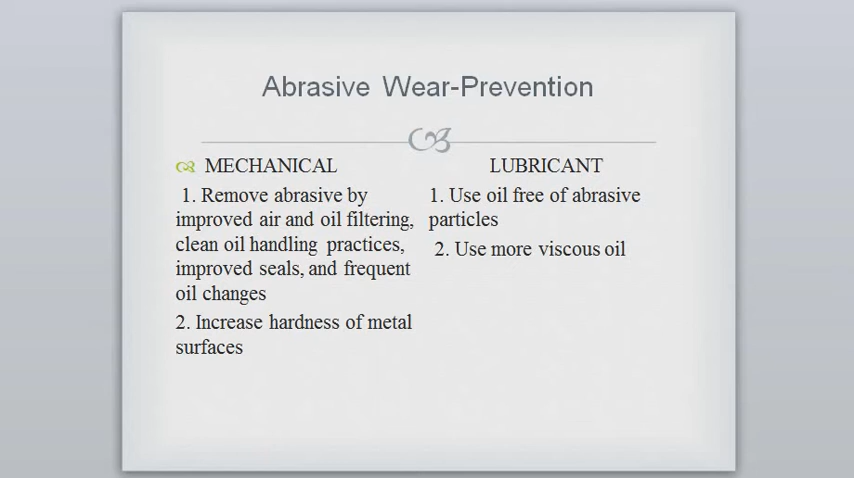 Abrasive Wear-Prevention
MECHANICAL
1. Remove abrasive by
improved air and oil filtering,
clean oil handling practices,
improved seals, and frequent
oil changes
2. Increase hardness of metal
surfaces
LUBRICANT
1. Use oil free of abrasive
particles
2. Use more viscous oil